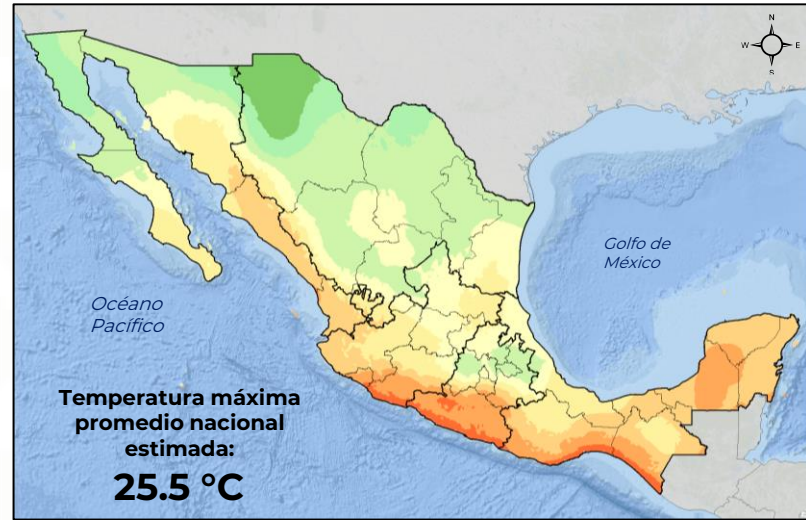 N
W E
S
Golfo de
México
Océano
Pacífico
Temperatura máxima
promedio nacional
estimada:
25.5 °C